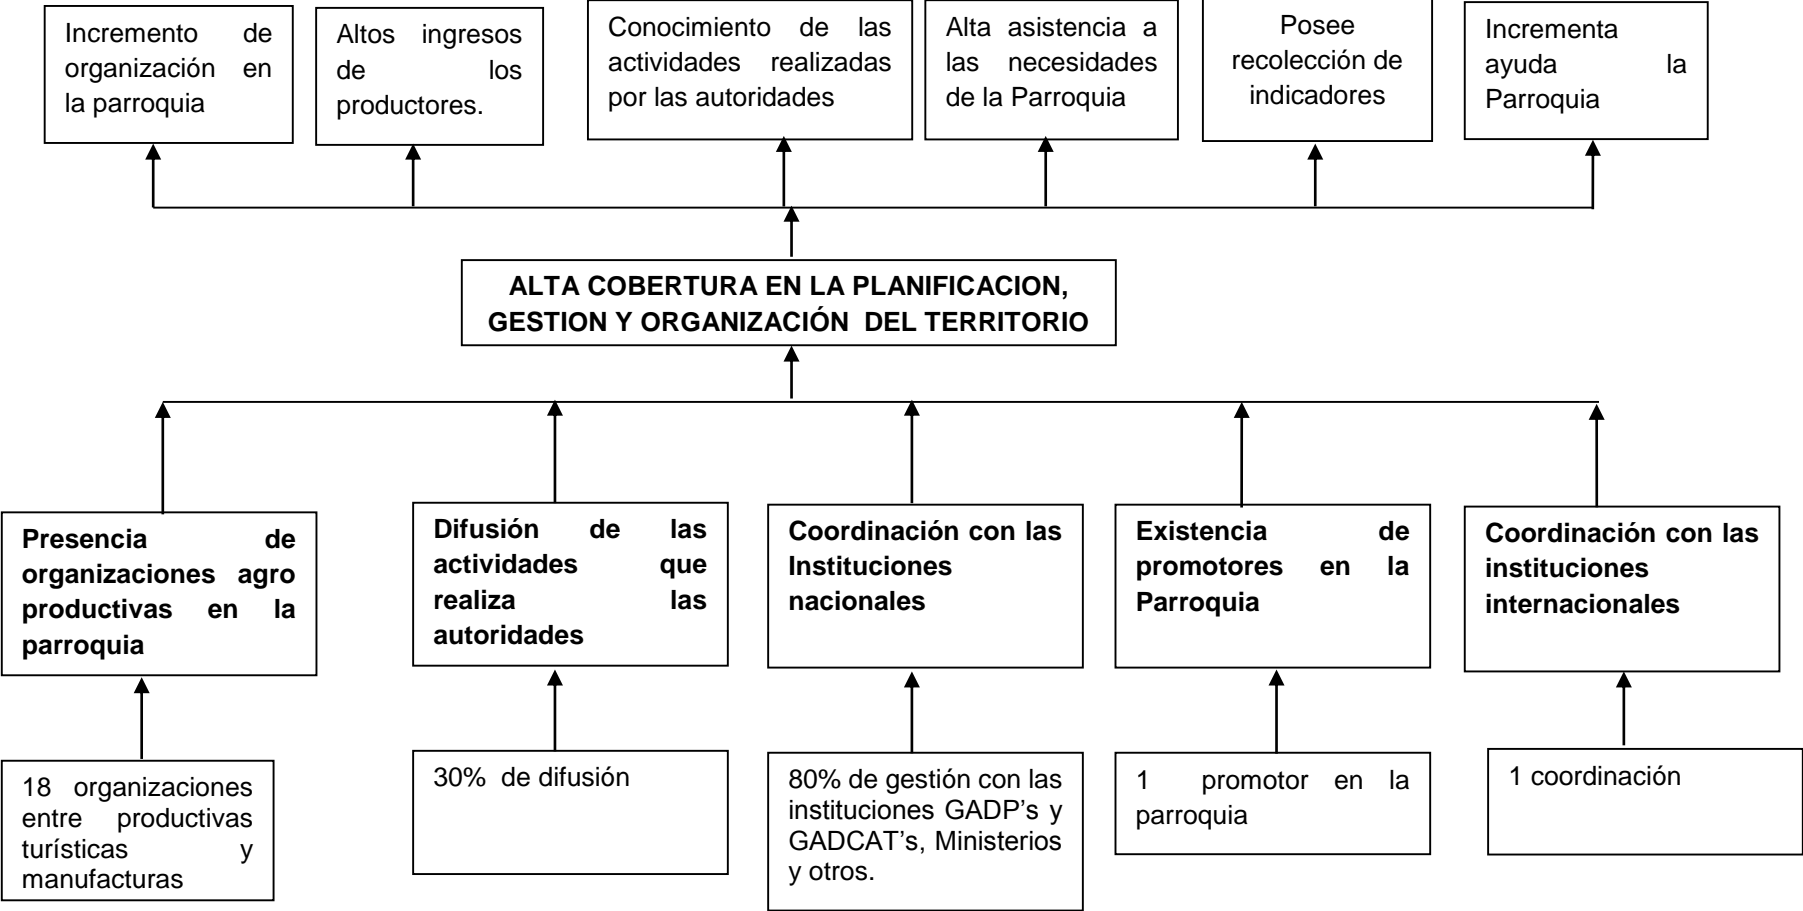 Incremento de
organización en
la parroquia
Altos ingresos
de los
productores.
Conocimiento de las
actividades realizadas
por las autoridades
Alta asistencia a
las necesidades
de la Parroquia
Posee
recolección de
indicadores
Incrementa
ayuda la
Parroquia
ALTA COBERTURA EN LA PLANIFICACION,
GESTION Y ORGANIZACIÓN DEL TERRITORIO
Presencia de
organizaciones agro
productivas en la
parroquia
Difusión de las
actividades que
realiza las
autoridades
Coordinación con las
Instituciones
nacionales
Existencia de
promotores en la
Parroquia
Coordinación con las
instituciones
internacionales
18 organizaciones
entre productivas
turísticas y
manufacturas
30% de difusión
80% de gestión con las
instituciones GADP’s y
GADCAT’s, Ministerios
y otros.
1 promotor en la
parroquia
1 coordinación